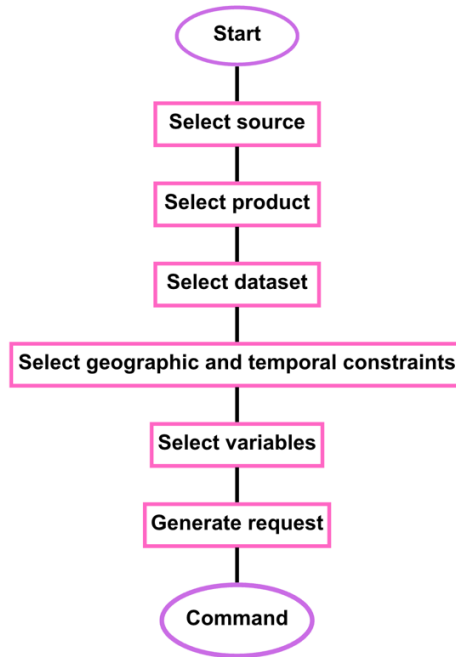 Start
Select source
Select product
Select dataset
Select geographic and temporal constraints
Select variables
Generate request
Command